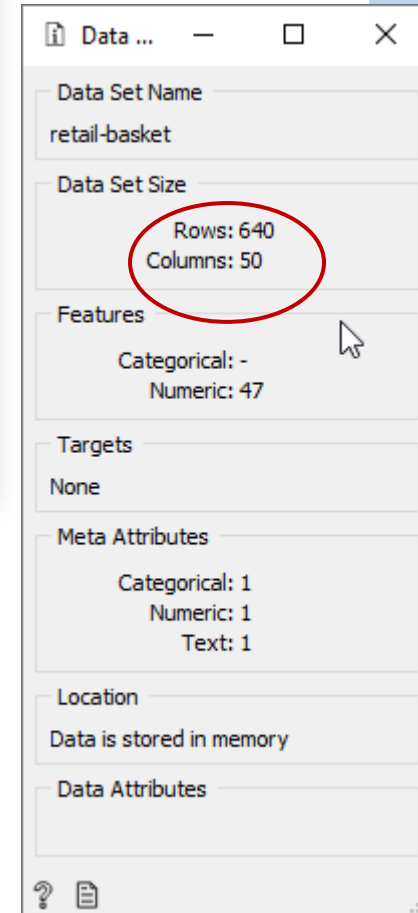 Data ...
Data Set Name
retail-basket
Data Set Size
Rows: 640
Columns: 50
Features
Categorical: -
Numeric: 47
Targets
None
Meta Attributes
Categorical: 1
Numeric: 1
Text: 1
Location
Data is stored in memory
Data Attributes
?